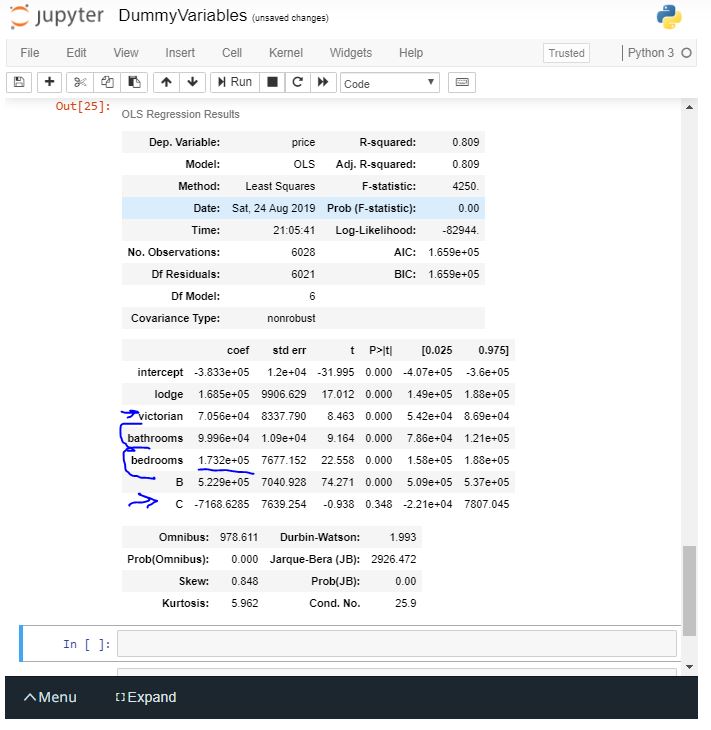 jupyter DummyVariables (unsaved changes)
File Edit View Insert Cell Kernel Widgets Help Trusted Python 3
Run Code
Out[25]: OLS Regression Results
Dep. Variable: price R-squared: 0.809
Model: OLS Adj. R-squared: 0.809
Method: Least Squares F-statistic: 4250.
Date: Sat, 24 Aug 2019 Prob (F-statistic): 0.00
Time: 21:05:41 Log-Likelihood: -82944.
No. Observations: 6028 AIC: 1.659e+05
Df Residuals: 6021 BIC: 1.659e+05
Df Model: 6
Covariance Type: nonrobust
coef std err t P>|t| [0.025 0.975]
intercept -3.833e+05 1.2e+04 -31.995 0.000 -4.07e+05 -3.6e+05
lodge 1.685e+05 9906.629 17.012 0.000 1.49e+05 1.88e+05
victorian 7.056e+04 8337.790 8.463 0.000 5.42e+04 8.69e+04
bathrooms 9.996e+04 1.09e+04 9.164 0.000 7.86e+04 1.21e+05
bedrooms 1.732e+05 7677.152 22.558 0.000 1.58e+05 1.88e+05
B 5.229e+05 7040.928 74.271 0.000 5.09e+05 5.37e+05
C -7168.6285 7639.254 -0.938 0.348 -2.21e+04 7807.045
Omnibus: 978.611 Durbin-Watson: 1.993
Prob(Omnibus): 0.000 Jarque-Bera (JB): 2926.472
Skew: 0.848 Prob(JB): 0.00
Kurtosis: 5.962 Cond. No. 25.9
In [ ]:
Menu Expand